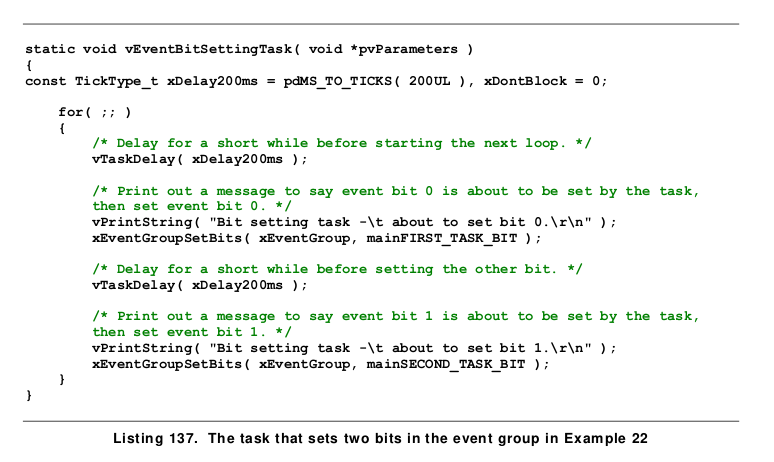 static void vEventBitSettingTask( void *pvParameters )
{
const TickType_t xDelay200ms = pdMS_TO_TICKS( 200UL ), xDontBlock = 0;
for( ;; )
{
/* Delay for a short while before starting the next loop. */
vTaskDelay( xDelay200ms );
/* Print out a message to say event bit 0 is about to be set by the task,
then set event bit 0. */
vPrintString( "Bit setting task -\t about to set bit 0.\r\n" );
xEventGroupSetBits( xEventGroup, mainFIRST_TASK_BIT );
/* Delay for a short while before setting the other bit. */
vTaskDelay( xDelay200ms );
/* Print out a message to say event bit 1 is about to be set by the task,
then set event bit 1. */
vPrintString( "Bit setting task -\t about to set bit 1.\r\n" );
xEventGroupSetBits( xEventGroup, mainSECOND_TASK_BIT );
}
}
Listing 137. The task that sets two bits in the event group in Example 22